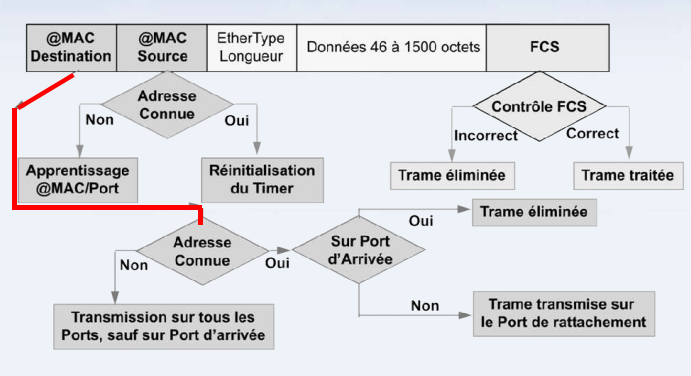 @MAC
Destination
@MAC
Source
EtherType
Longueur
Données 46 à 1500 octets
FCS
Adresse
Connue
Non
Oui
Contrôle FCS
Incorrect
Correct
Apprentissage
@MAC/Port
Réinitialisation
du Timer
Trame éliminée
Trame traitée
Adresse
Connue
Non
Oui
Sur Port
d'Arrivée
Oui
Trame éliminée
Non
Trame transmise sur
le Port de rattachement
Transmission sur tous les
Ports, sauf sur Port d'arrivée